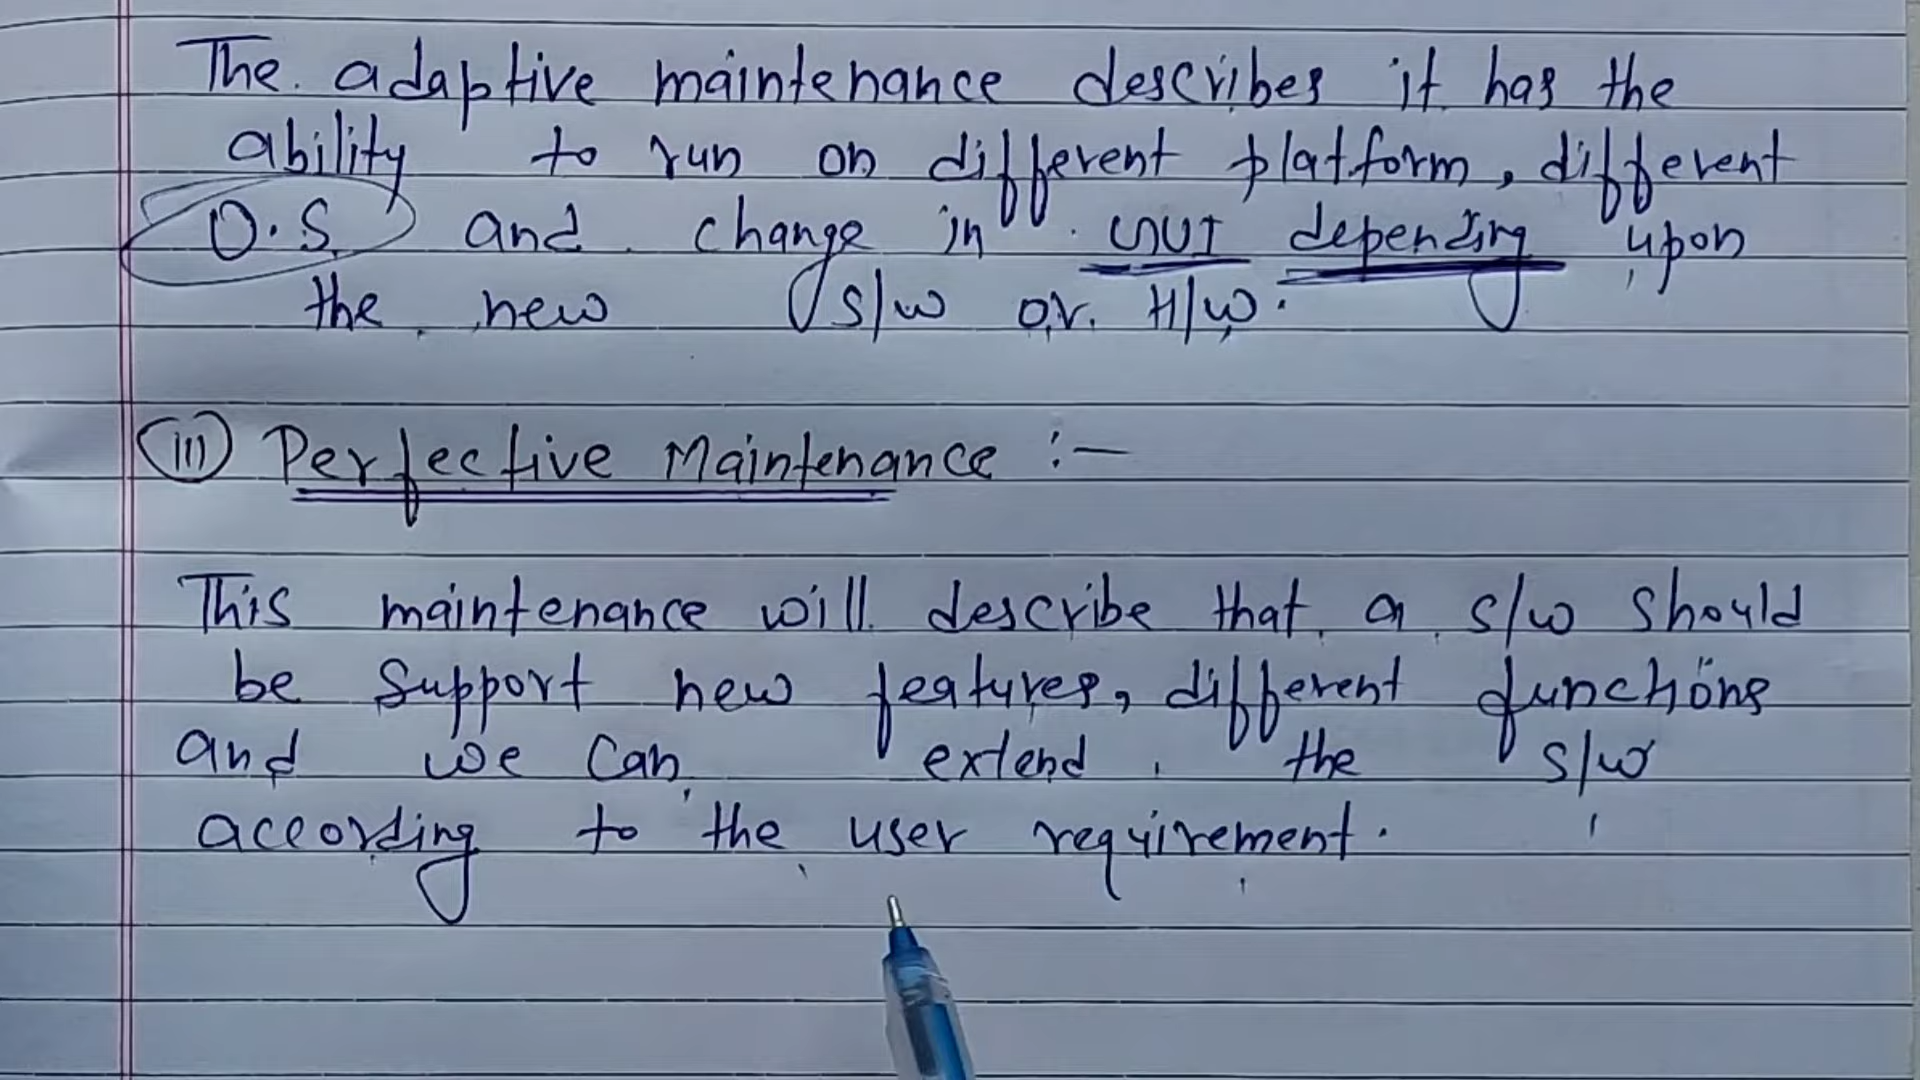 The adaptive maintenance describes it has the
ability to run on different platform, different
O.S and change in GUI depending upon
the new S/w or H/w.
(iii) Perfective Maintenance :-
This maintenance will describe that a s/w should
be support new features, different functions
and we can extend the s/w
according to the user requirement.